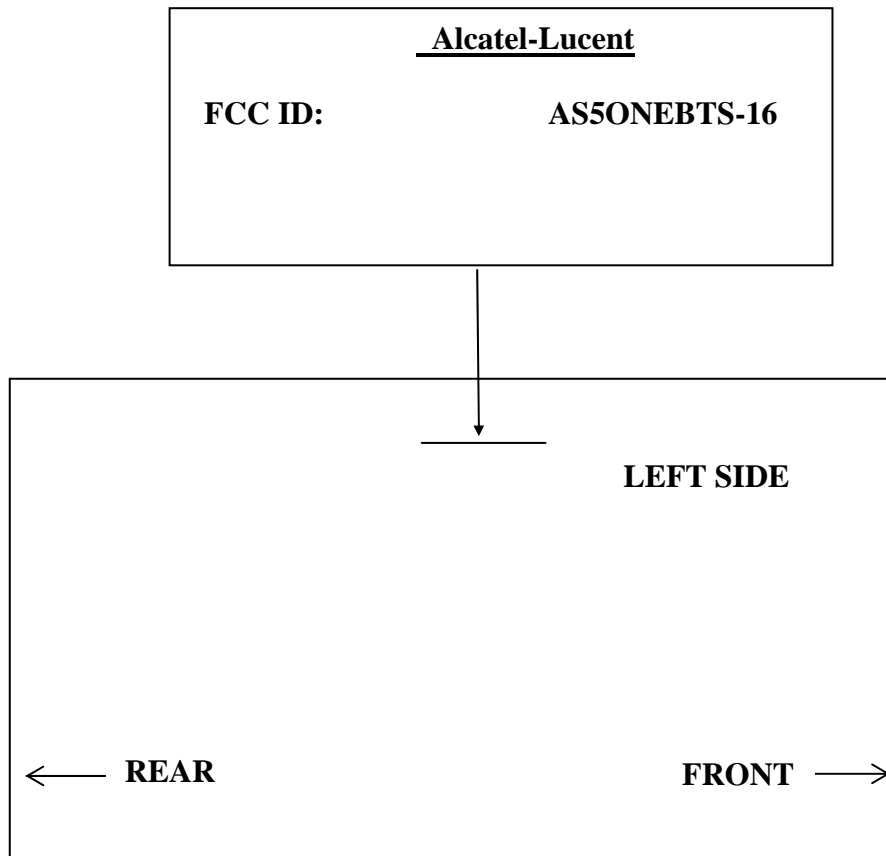 Alcatel-Lucent
FCC ID: AS5ONEBTS-16
LEFT SIDE
REAR FRONT